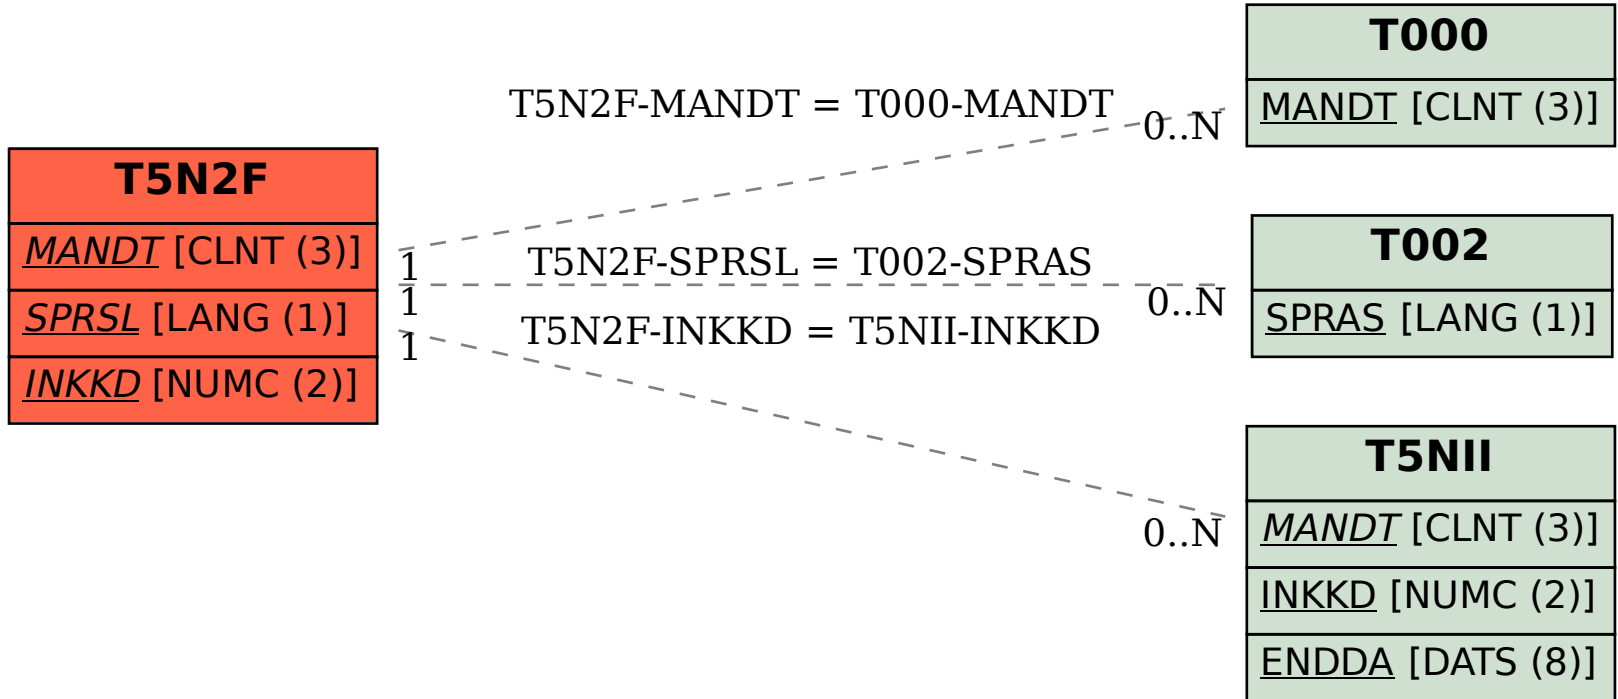 T5N2F
MANDT [CLNT (3)]
SPRSL [LANG (1)]
INKKD [NUMC (2)]
T5N2F-MANDT = T000-MANDT
1
0..N
T5N2F-SPRSL = T002-SPRAS
1
0..N
T5N2F-INKKD = T5NII-INKKD
1
0..N
T000
MANDT [CLNT (3)]
T002
SPRAS [LANG (1)]
T5NII
MANDT [CLNT (3)]
INKKD [NUMC (2)]
ENDDA [DATS (8)]